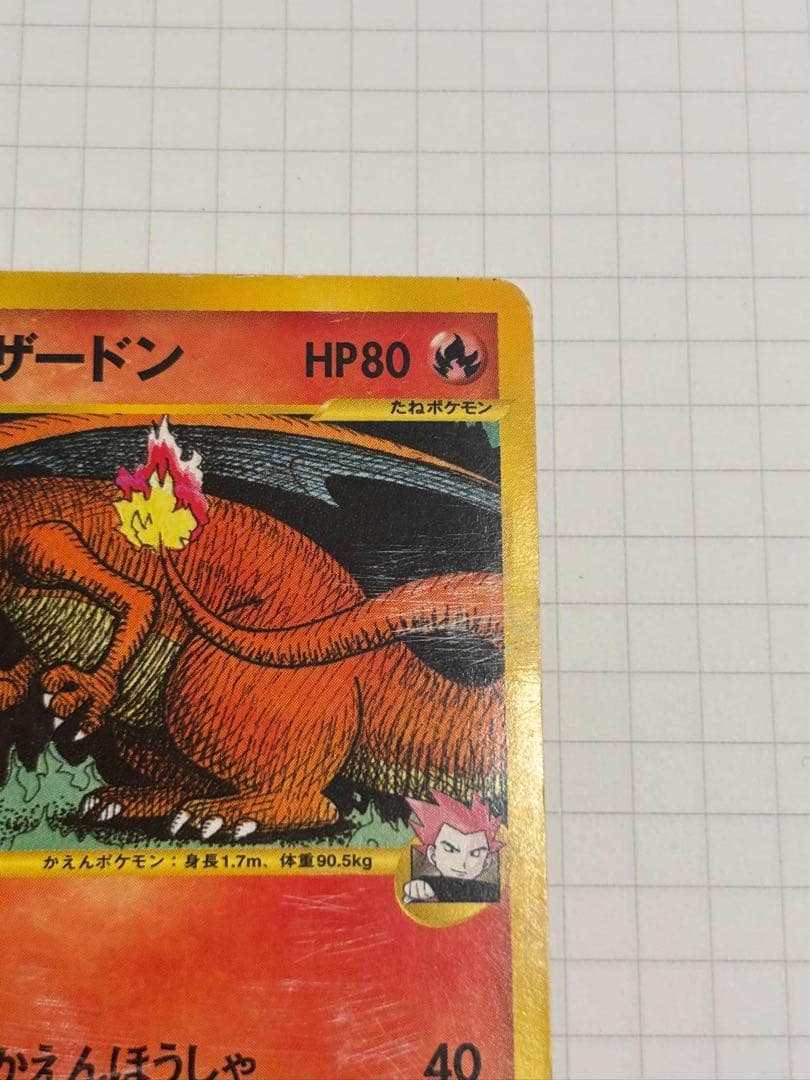 ザードン HP80
たねポケモン
かえんポケモン：身長1.7m、体重90.5kg
かえんほうしゃ 40